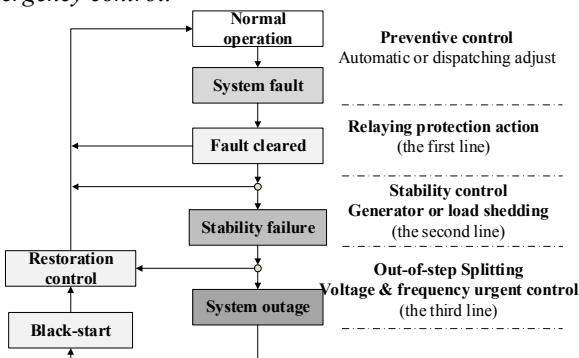 ergency control.
Normal
operation
Preventive control
Automatic or dispatching adjust
System fault
Relaying protection action
(the first line)
Fault cleared
Stability control
Generator or load shedding
(the second line)
Stability failure
Restoration
control
Out-of-step Splitting
Voltage & frequency urgent control
(the third line)
System outage
Black-start